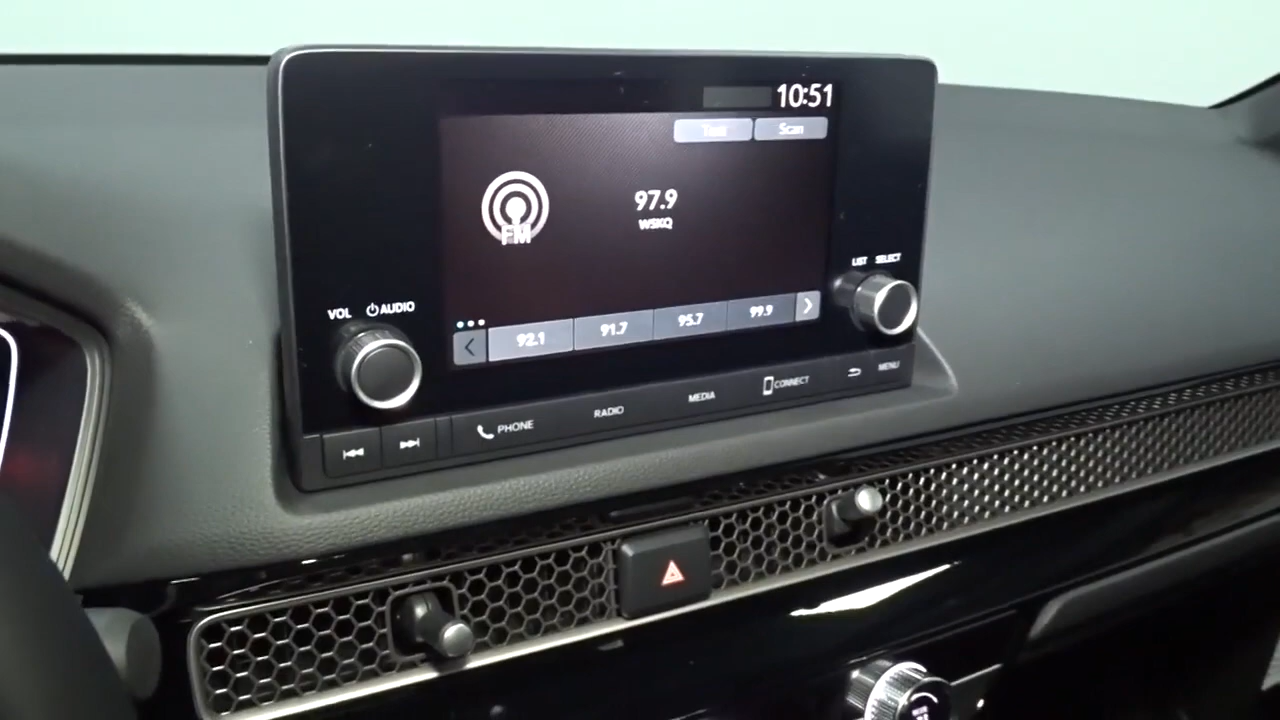 10:51
Scan
97.9
WSKQ
FM
LIST SELECT
VOL AUDIO
92.1 91.7 95.7 99.9
PHONE RADIO MEDIA CONNECT MENU